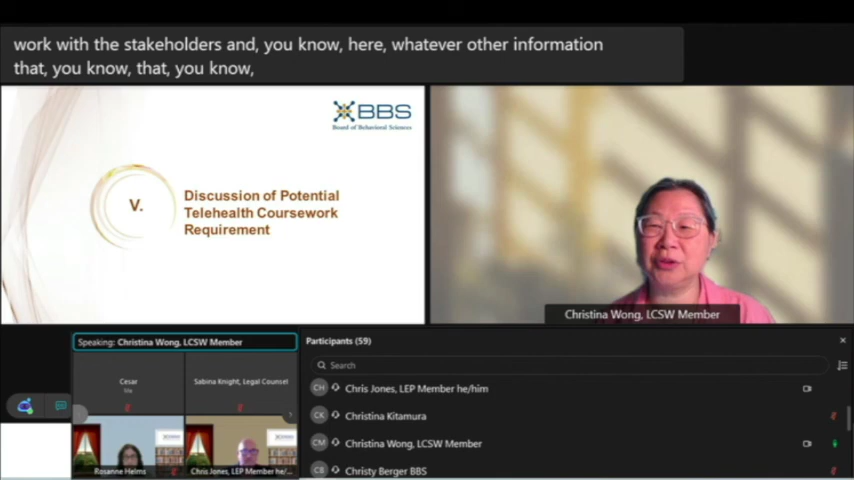 work with the stakeholders and, you know, here, whatever other information
that, you know, that, you know,
BBS
Board of Behavioral Sciences
V.
Discussion of Potential
Telehealth Coursework
Requirement
Christina Wong, LCSW Member
Speaking: Christina Wong, LCSW Member
Cesar
Sabina Knight, Legal Counsel
Rosanne Helms
Chris Jones, LEP Member he/...
Participants (59)
Search
CH Chris Jones, LEP Member he/him
CK Christina Kitamura
CM Christina Wong, LCSW Member
CB Christy Berger BBS